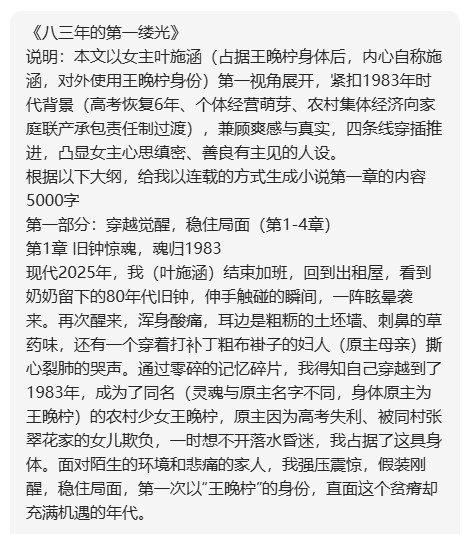 《八三年的第一缕光》
说明：本文以女主叶施涵（占据王晚柠身体后，内心自称施
涵，对外使用王晚柠身份）第一视角展开，紧扣1983年时
代背景（高考恢复6年、个体经营萌芽、农村集体经济向家
庭联产承包责任制过渡），兼顾爽感与真实，四条线穿插推
进，凸显女主心思缜密、善良有主见的人设。
根据以下大纲，给我以连载的方式生成小说第一章的内容
5000字
第一部分：穿越觉醒，稳住局面（第1-4章）
第1章 旧钟惊魂，魂归1983
现代2025年，我（叶施涵）结束加班，回到出租屋，看到
奶奶留下的80年代旧钟，伸手触碰的瞬间，一阵眩晕袭
来。再次醒来，浑身酸痛，耳边是粗粝的土坯墙、刺鼻的草
药味，还有一个穿着打补丁粗布褂子的妇人（原主母亲）撕
心裂肺的哭声。通过零碎的记忆碎片，我得知自己穿越到了
1983年，成为了同名（灵魂与原主名字不同，身体原主为
王晚柠）的农村少女王晚柠，原主因为高考失利、被同村张
翠花家的女儿欺负，一时想不开落水昏迷，我占据了这具身
体。面对陌生的环境和悲痛的家人，我强压震惊，假装刚
醒，稳住局面，第一次以“王晚柠”的身份，直面这个贫瘠却
充满机遇的年代。